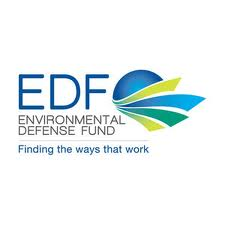 EDF
ENVIRONMENTAL
DEFENSE FUND
Finding the ways that work